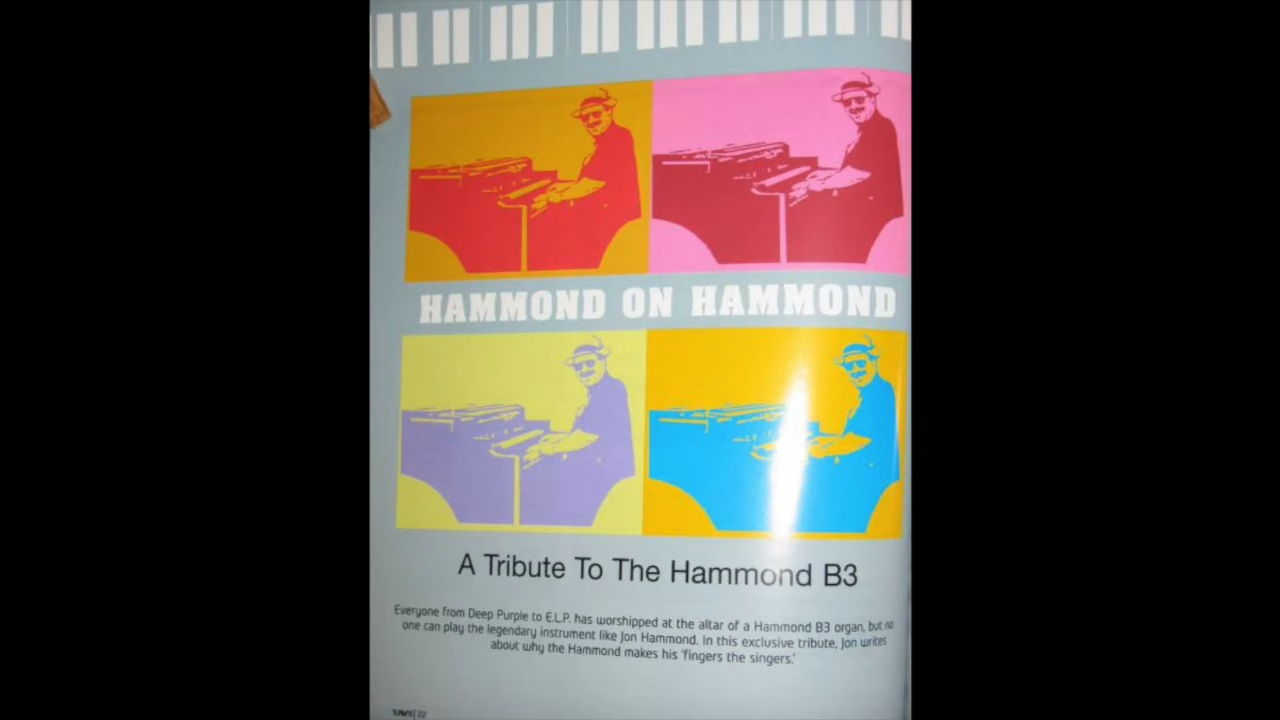 HAMMOND ON HAMMOND
A Tribute To The Hammond B3
Everyone from Deep Purple to E.L.P. has worshipped at the altar of a Hammond B3 organ, but no
one can play the legendary instrument like Jon Hammond. In this exclusive tribute, Jon writes
about why the Hammond makes his 'fingers the singers.'